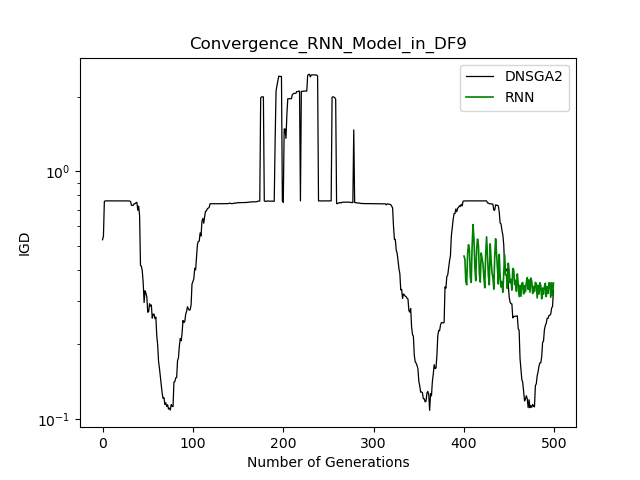 Convergence_RNN_Model_in_DF9
DNSGA2
RNN
10⁰
10⁻¹
IGD
0 100 200 300 400 500
Number of Generations